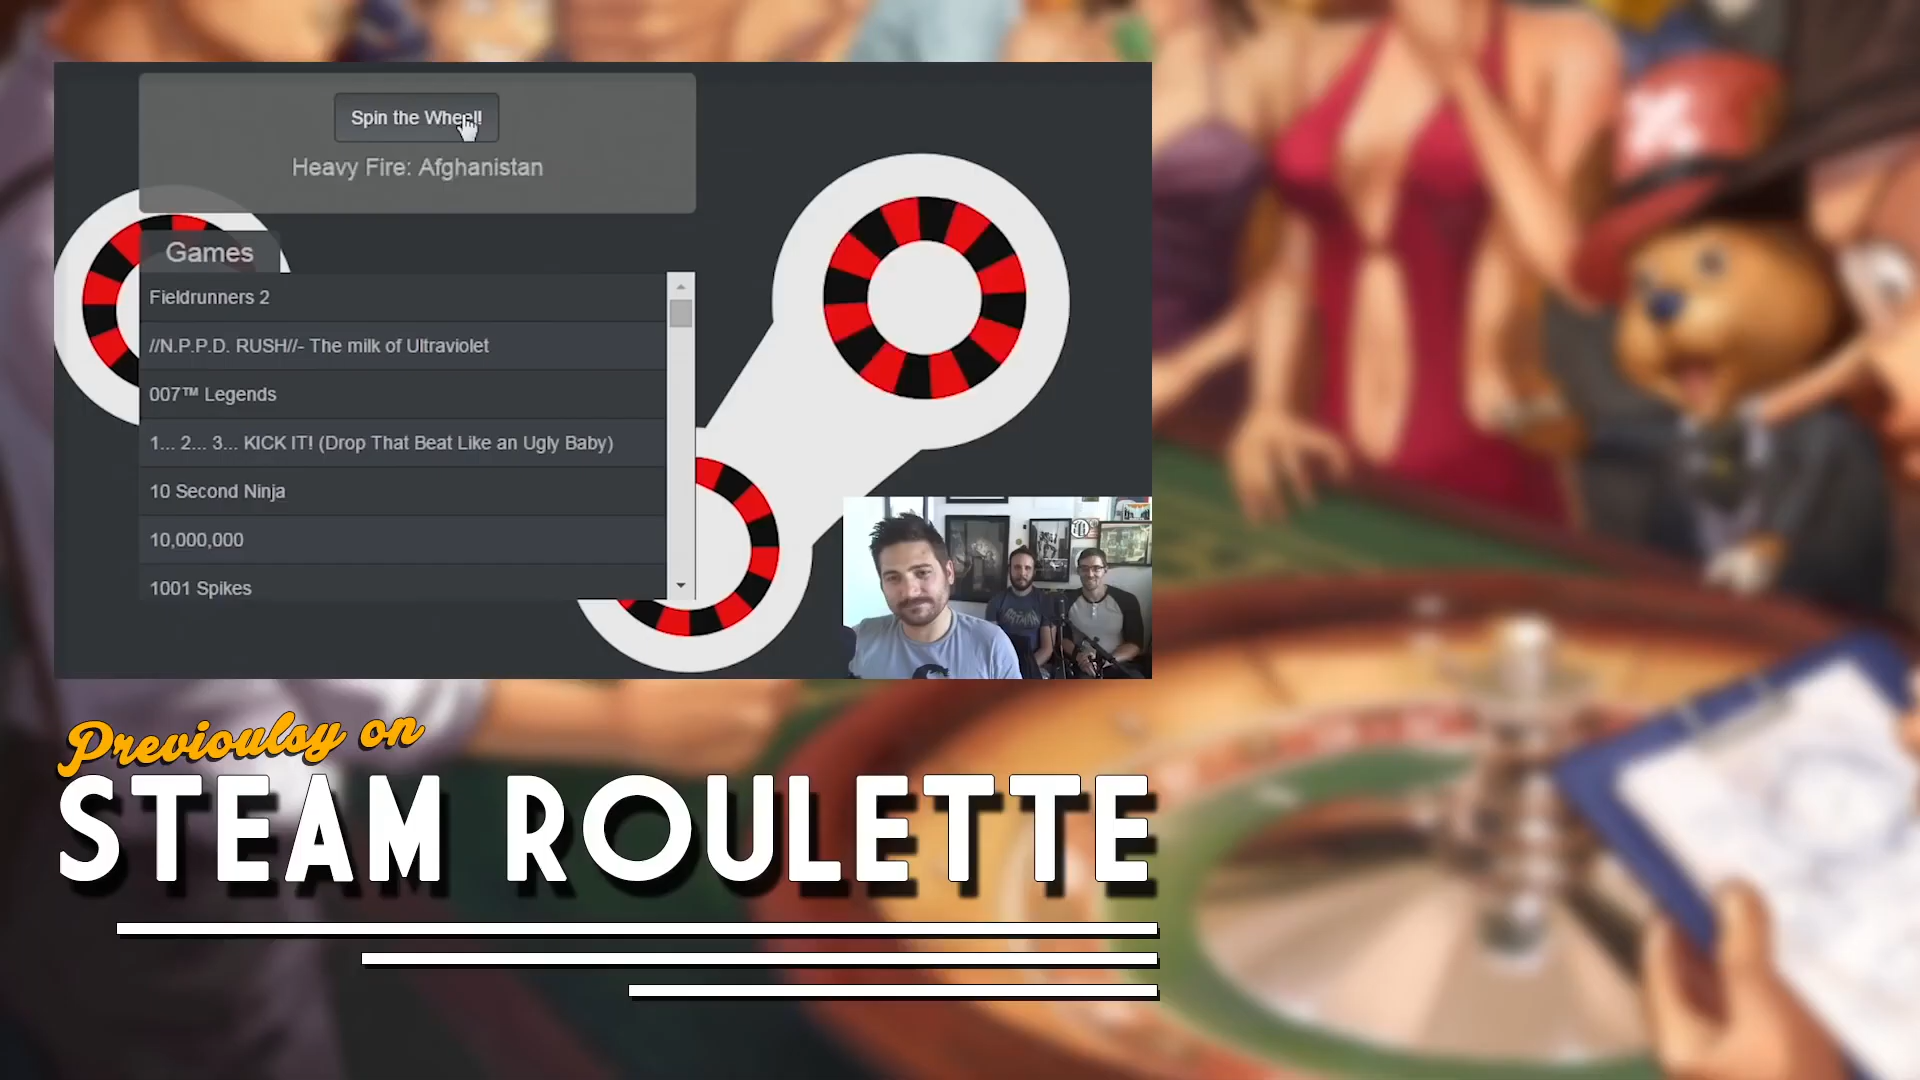 Spin the Wheel!
Heavy Fire: Afghanistan
Games
Fieldrunners 2
//N.P.P.D. RUSH//- The milk of Ultraviolet
007™ Legends
1... 2... 3... KICK IT! (Drop That Beat Like an Ugly Baby)
10 Second Ninja
10,000,000
1001 Spikes
Previoulsy on
STEAM ROULETTE